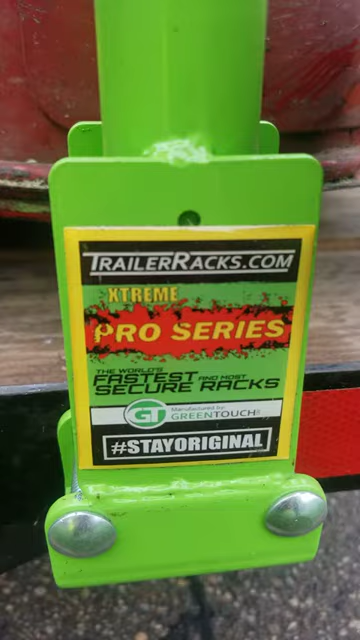 TRAILERRACKS.COM
XTREME
PRO SERIES
THE WORLD'S
FASTEST AND MOST
SECURE RACKS
GT Manufactured by:
GREENTOUCH
#STAYORIGINAL